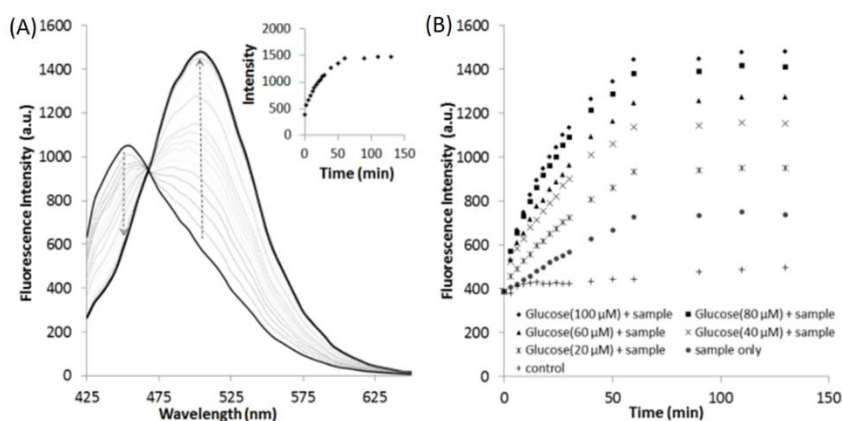 (A)
1600
1400
1200
1000
800
600
400
200
0
Fluorescence Intensity (a.u.)
425 475 525 575 625
Wavelength (nm)
2000
1500
1000
500
0
Intensity
0 50 100 150
Time (min)
(B)
1600
1400
1200
1000
800
600
400
200
0
Fluorescence Intensity (a.u.)
Glucose(100 µM) + sample Glucose(80 µM) + sample
Glucose(60 µM) + sample Glucose(40 µM) + sample
Glucose(20 µM) + sample sample only
control
0 50 100 150
Time (min)